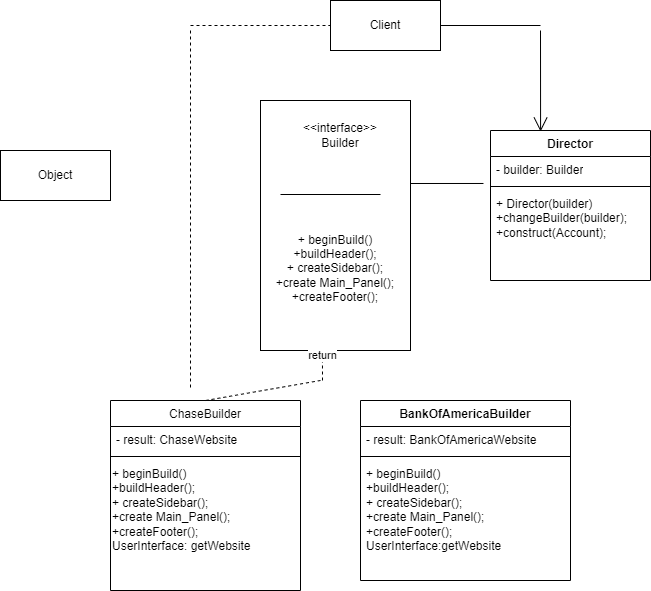 Client
<<interface>>
Builder
+ beginBuild()
+buildHeader();
+ createSidebar();
+create Main_Panel();
+createFooter();
Director
- builder: Builder
+ Director(builder)
+changeBuilder(builder);
+construct(Account);
Object
return
ChaseBuilder
- result: ChaseWebsite
+ beginBuild()
+buildHeader();
+ createSidebar();
+create Main_Panel();
+createFooter();
UserInterface: getWebsite
BankOfAmericaBuilder
- result: BankOfAmericaWebsite
+ beginBuild()
+buildHeader();
+ createSidebar();
+create Main_Panel();
+createFooter();
UserInterface:getWebsite